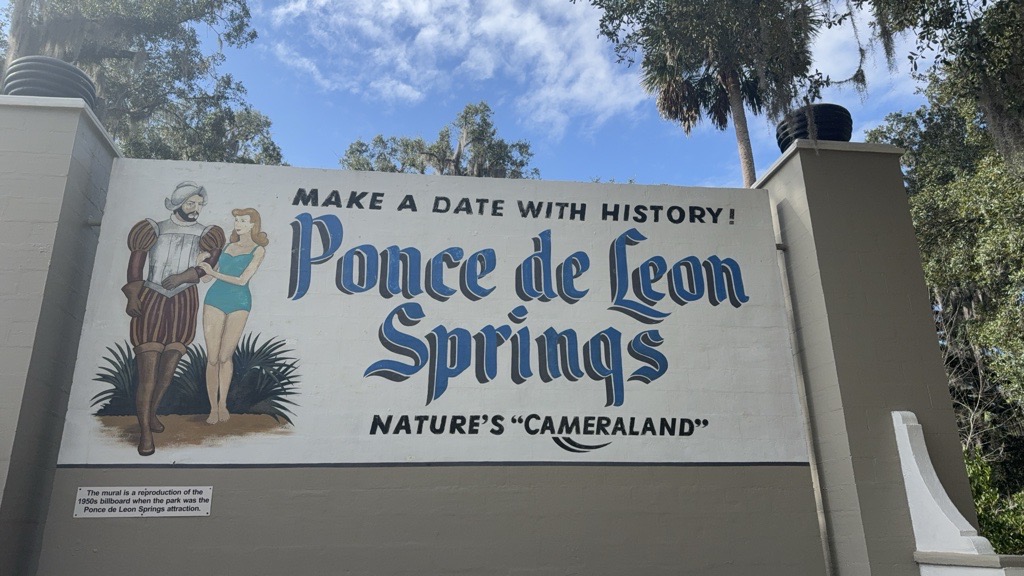 MAKE A DATE WITH HISTORY!
Ponce de Leon
Springs
NATURE'S "CAMERALAND"
The mural is a reproduction of the
1950s billboard when the park was the
Ponce de Leon Springs attraction.